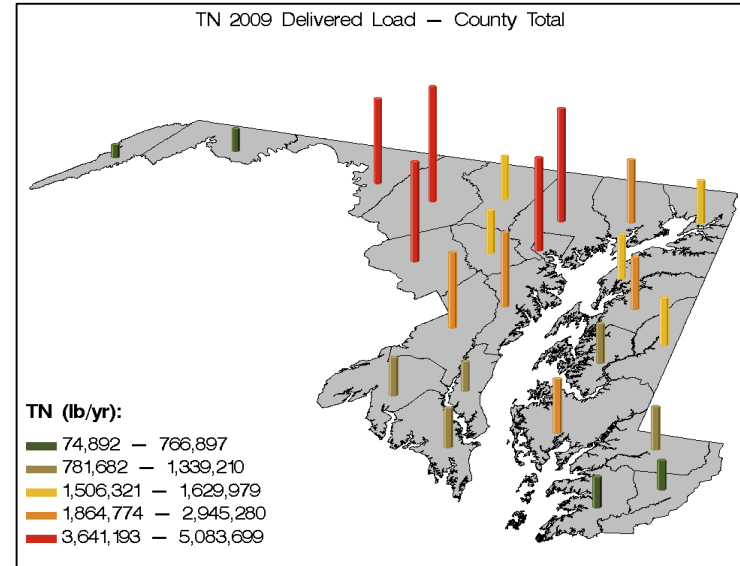 TN 2009 Delivered Load – County Total
TN (lb/yr):
74,892 – 766,897
781,682 – 1,339,210
1,506,321 – 1,629,979
1,864,774 – 2,945,280
3,641,193 – 5,083,699